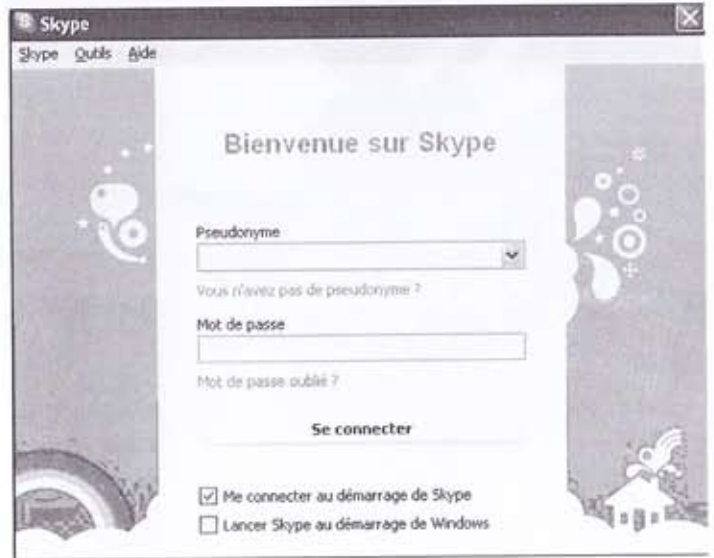 Skype
Skype Outils Aide
Bienvenue sur Skype
Pseudonyme
Vous n'avez pas de pseudonyme ?
Mot de passe
Mot de passe oublié ?
Se connecter
Me connecter au démarrage de Skype
Lancer Skype au démarrage de Windows